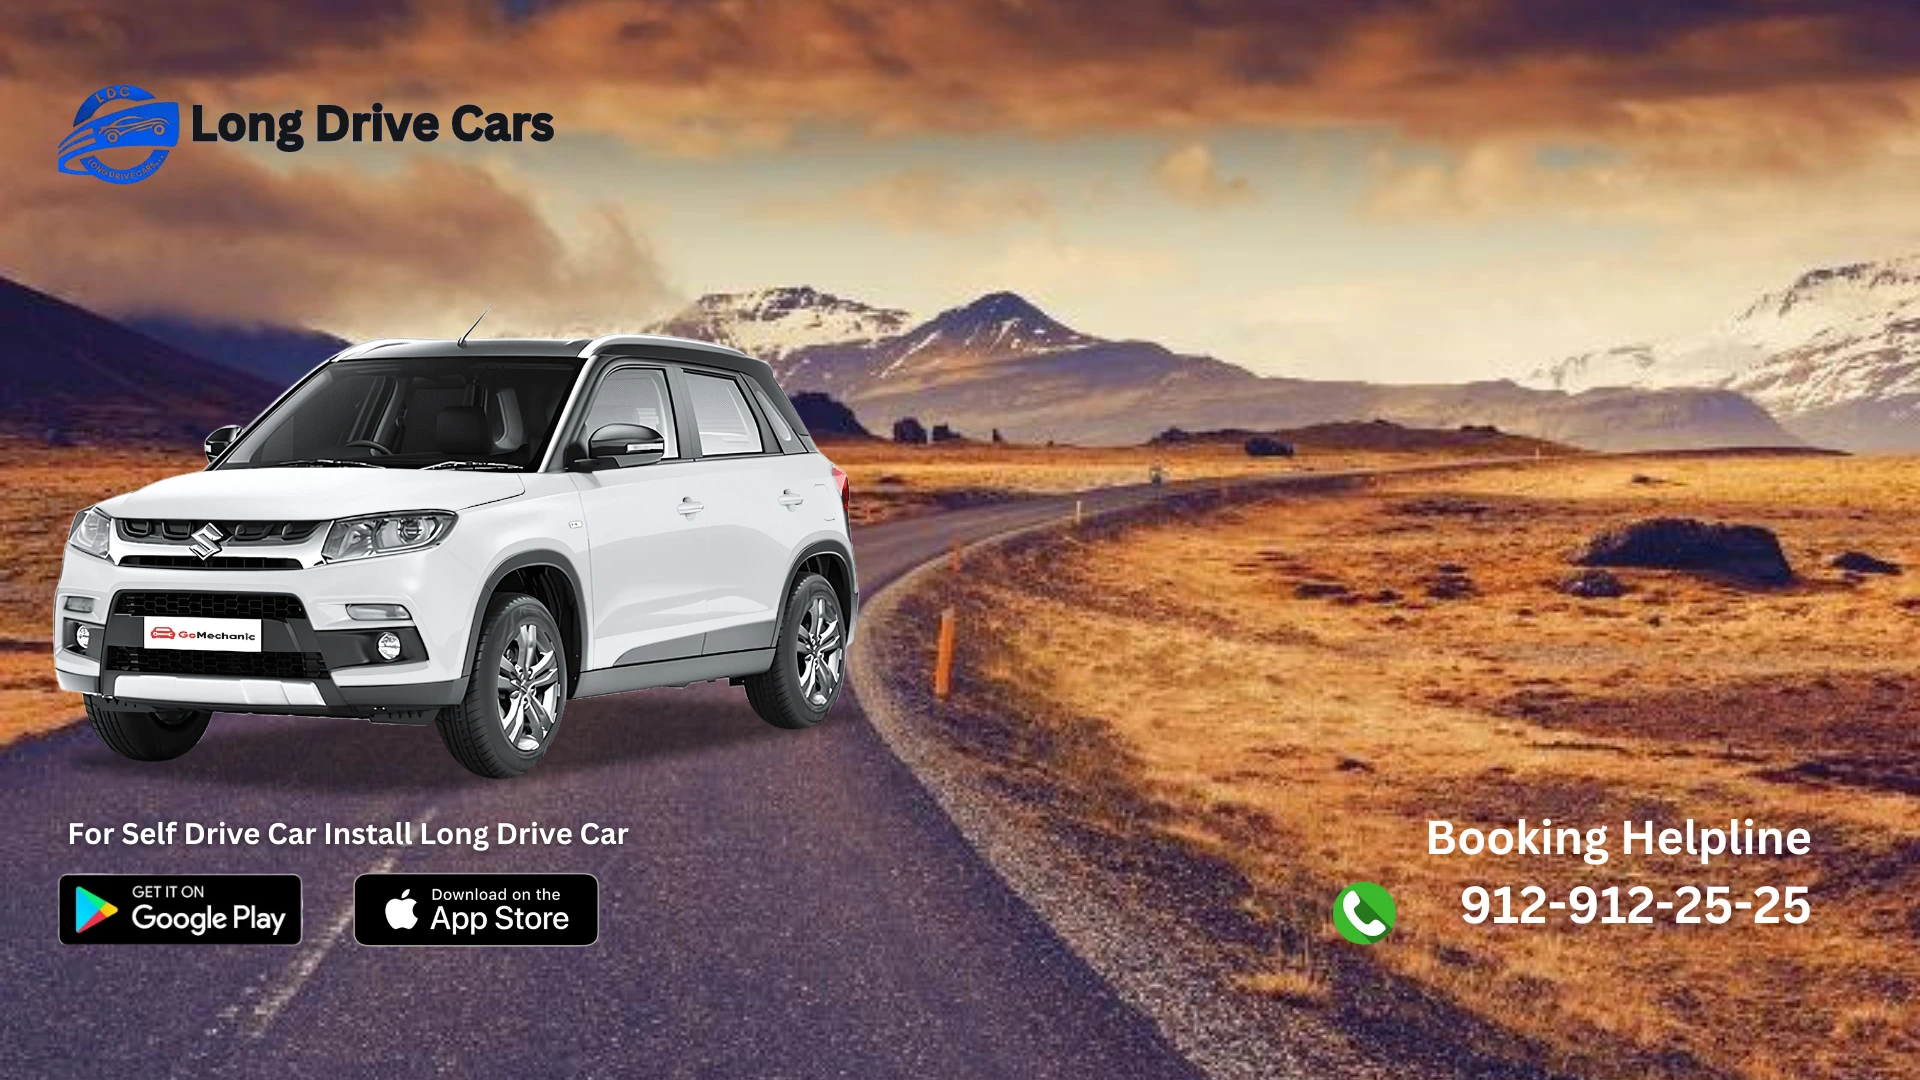 LDC
LONG DRIVE CARS...
Long Drive Cars
GoMechanic
For Self Drive Car Install Long Drive Car
GET IT ON
Google Play
Download on the
App Store
Booking Helpline
912-912-25-25